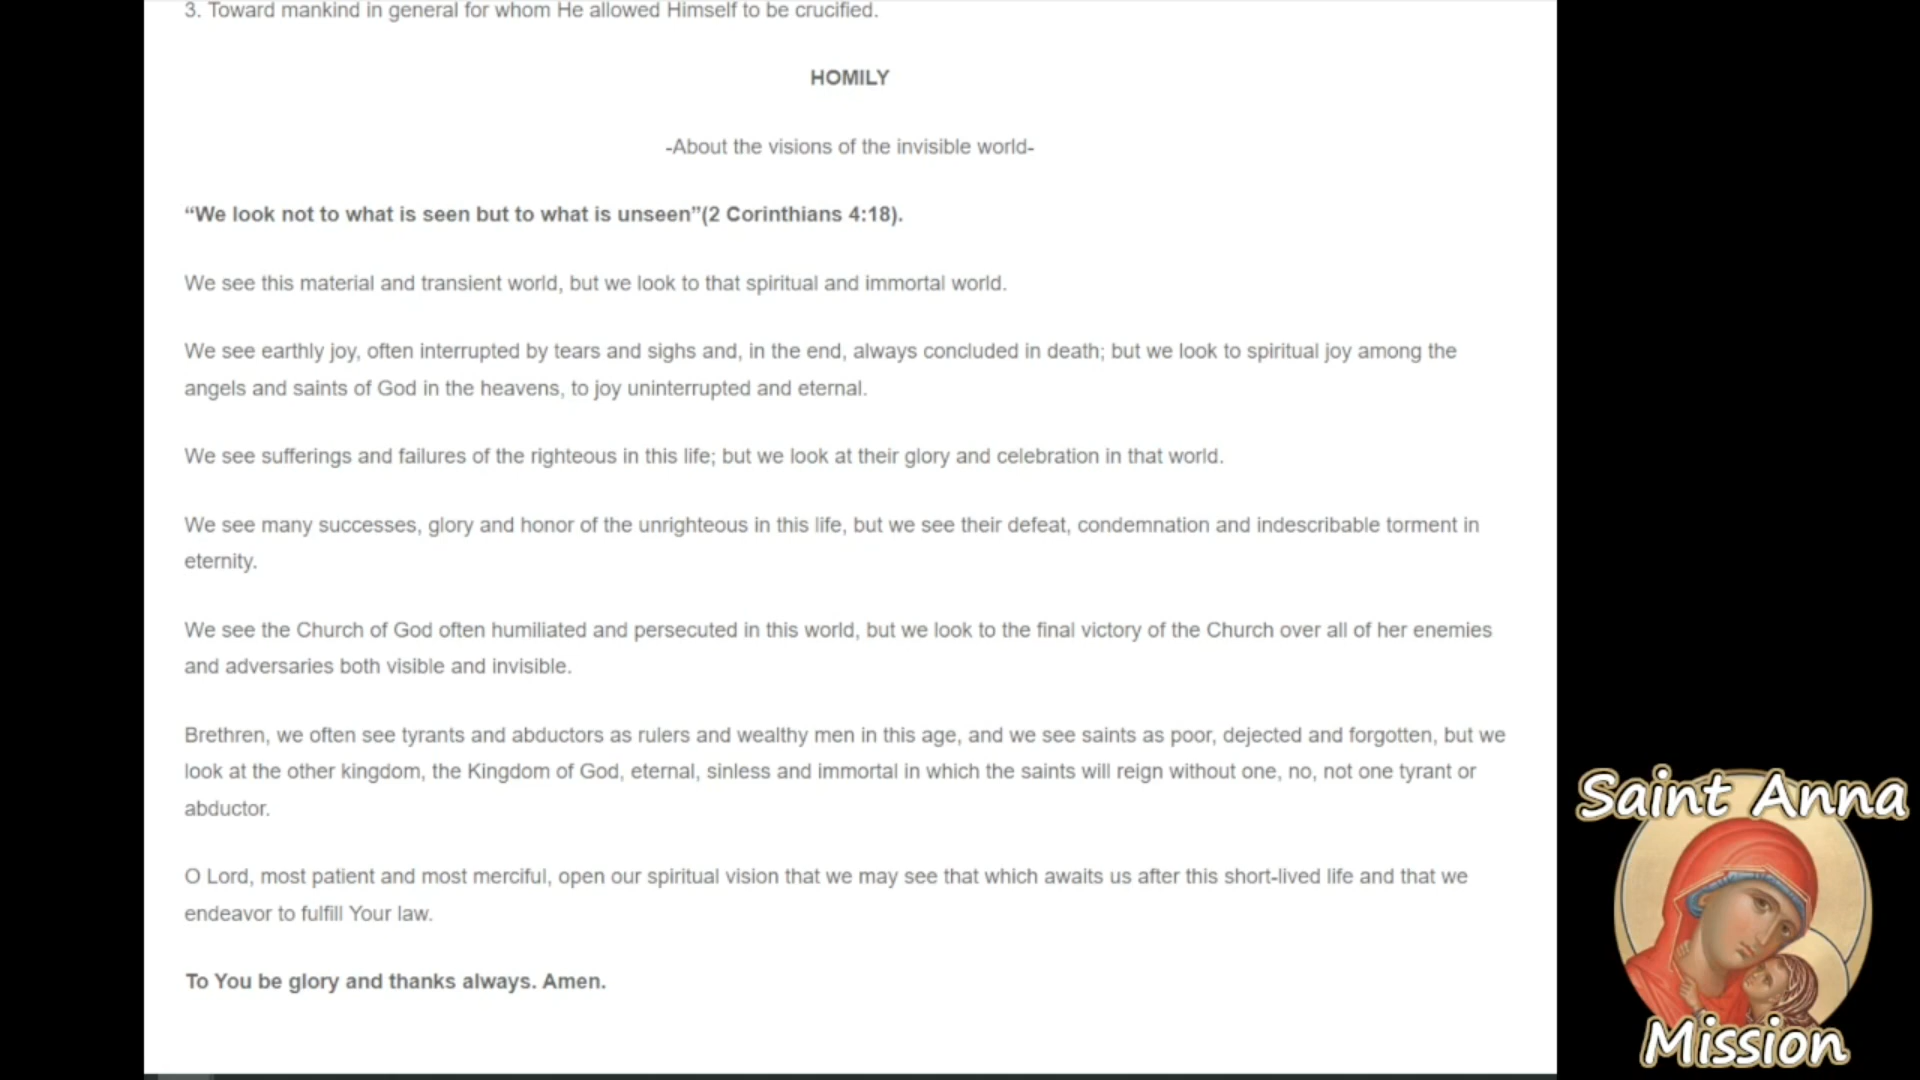 3. Toward mankind in general for whom He allowed Himself to be crucified.
HOMILY
-About the visions of the invisible world-
“We look not to what is seen but to what is unseen”(2 Corinthians 4:18).
We see this material and transient world, but we look to that spiritual and immortal world.
We see earthly joy, often interrupted by tears and sighs and, in the end, always concluded in death; but we look to spiritual joy among the
angels and saints of God in the heavens, to joy uninterrupted and eternal.
We see sufferings and failures of the righteous in this life; but we look at their glory and celebration in that world.
We see many successes, glory and honor of the unrighteous in this life, but we see their defeat, condemnation and indescribable torment in
eternity.
We see the Church of God often humiliated and persecuted in this world, but we look to the final victory of the Church over all of her enemies
and adversaries both visible and invisible.
Brethren, we often see tyrants and abductors as rulers and wealthy men in this age, and we see saints as poor, dejected and forgotten, but we
look at the other kingdom, the Kingdom of God, eternal, sinless and immortal in which the saints will reign without one, no, not one tyrant or
abductor.
O Lord, most patient and most merciful, open our spiritual vision that we may see that which awaits us after this short-lived life and that we
endeavor to fulfill Your law.
To You be glory and thanks always. Amen.
Saint Anna
Mission